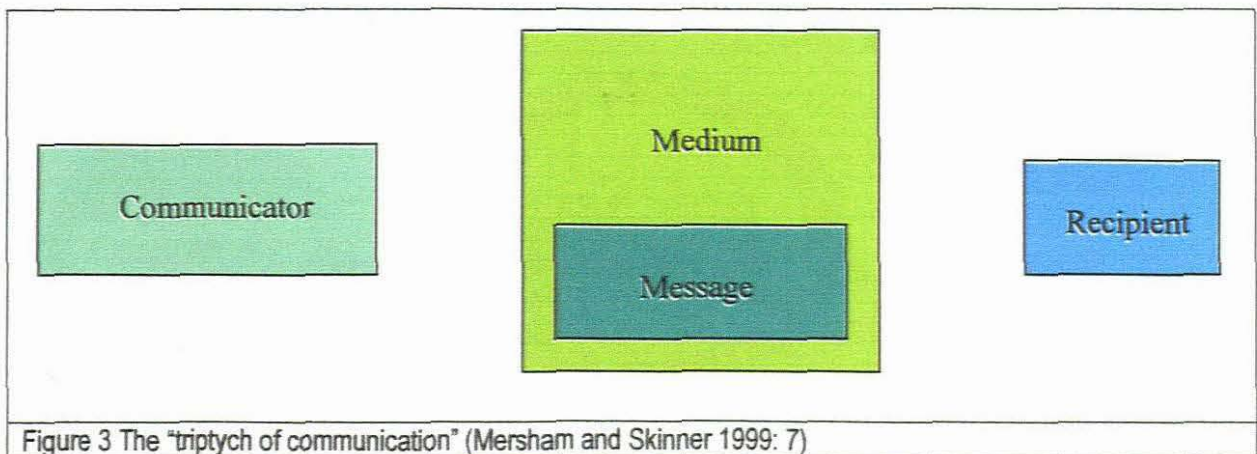 Communicator
Medium
Message
Recipient
Figure 3 The "triptych of communication" (Mersham and Skinner 1999: 7)